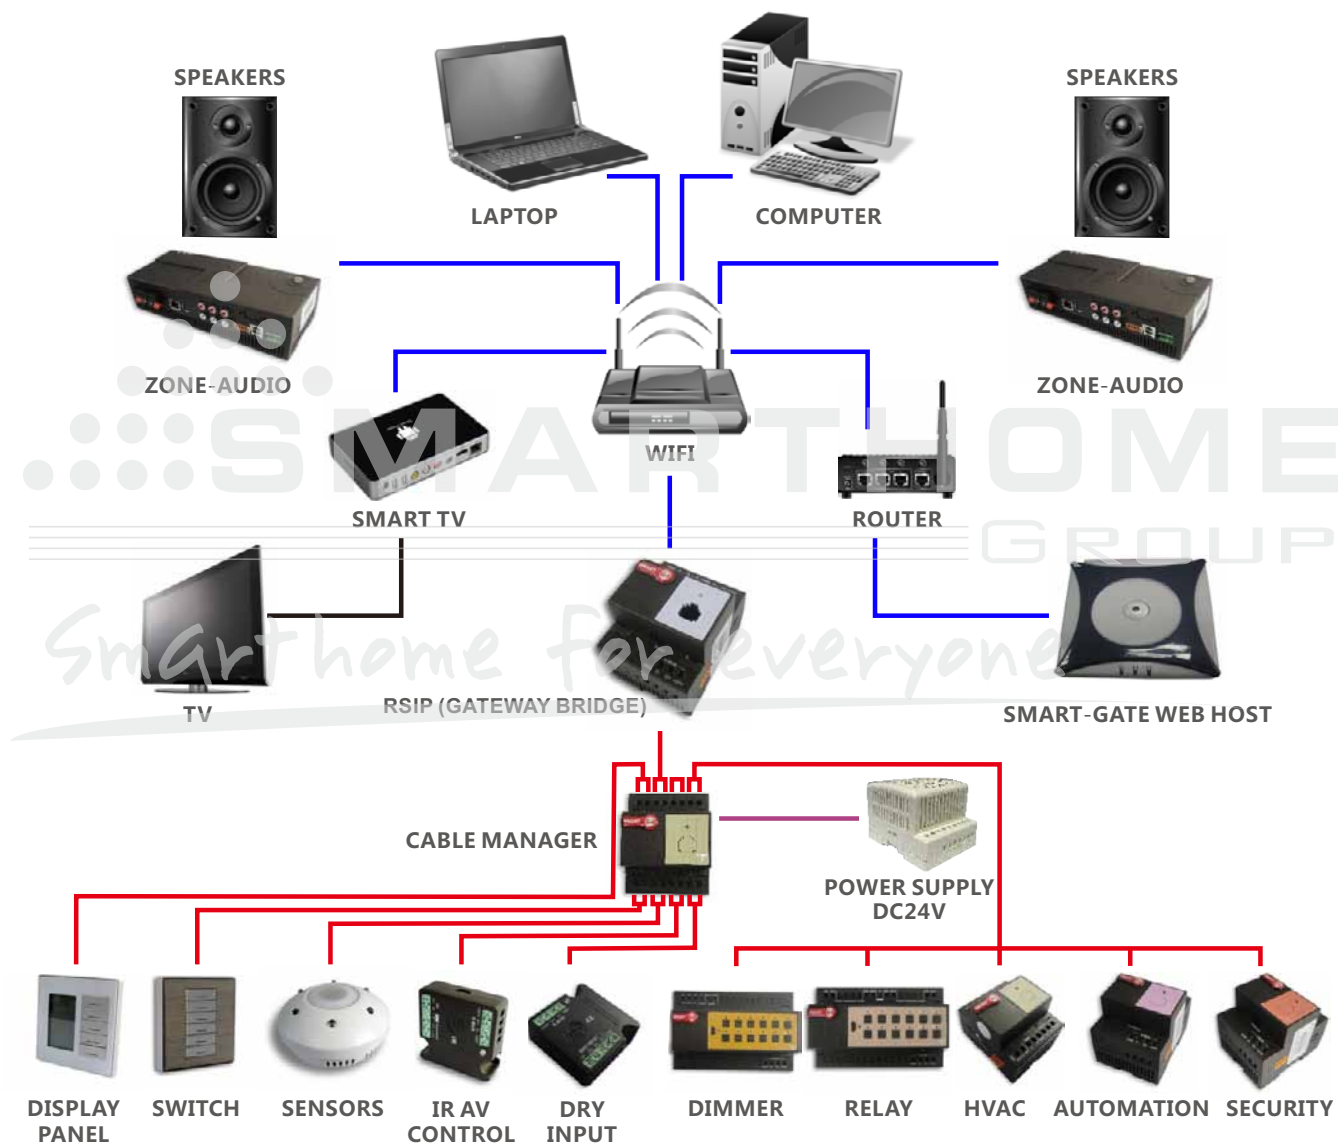 SPEAKERS
SPEAKERS
LAPTOP
COMPUTER
ZONE-AUDIO
ZONE-AUDIO
WIFI
SMARTHOME
SMART TV
ROUTER
GROUP
Smarthome for everyone
TV
RSIP (GATEWAY BRIDGE)
SMART-GATE WEB HOST
CABLE MANAGER
POWER SUPPLY
DC24V
DISPLAY
PANEL
SWITCH
SENSORS
IR AV
CONTROL
DRY
INPUT
DIMMER
RELAY
HVAC
AUTOMATION
SECURITY